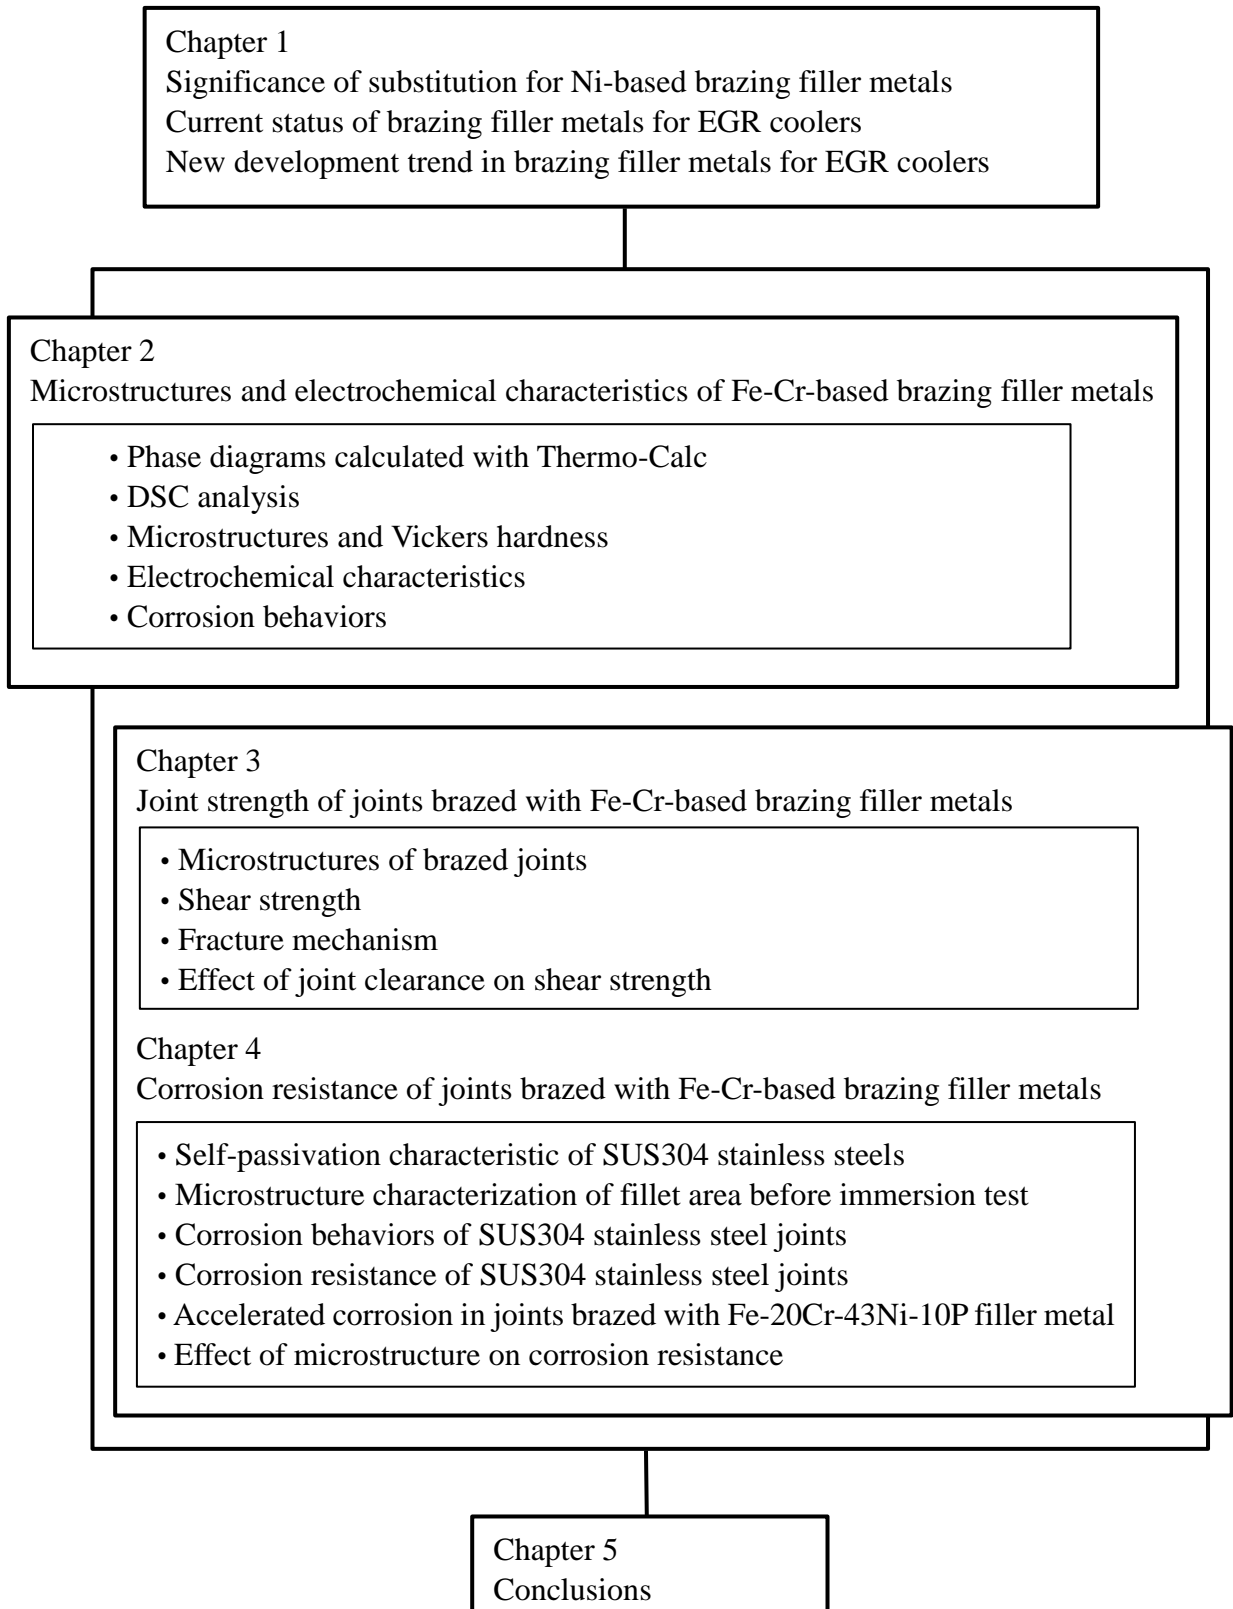 Chapter 1
Significance of substitution for Ni-based brazing filler metals
Current status of brazing filler metals for EGR coolers
New development trend in brazing filler metals for EGR coolers
Chapter 2
Microstructures and electrochemical characteristics of Fe-Cr-based brazing filler metals
• Phase diagrams calculated with Thermo-Calc
• DSC analysis
• Microstructures and Vickers hardness
• Electrochemical characteristics
• Corrosion behaviors
Chapter 3
Joint strength of joints brazed with Fe-Cr-based brazing filler metals
• Microstructures of brazed joints
• Shear strength
• Fracture mechanism
• Effect of joint clearance on shear strength
Chapter 4
Corrosion resistance of joints brazed with Fe-Cr-based brazing filler metals
• Self-passivation characteristic of SUS304 stainless steels
• Microstructure characterization of fillet area before immersion test
• Corrosion behaviors of SUS304 stainless steel joints
• Corrosion resistance of SUS304 stainless steel joints
• Accelerated corrosion in joints brazed with Fe-20Cr-43Ni-10P filler metal
• Effect of microstructure on corrosion resistance
Chapter 5
Conclusions